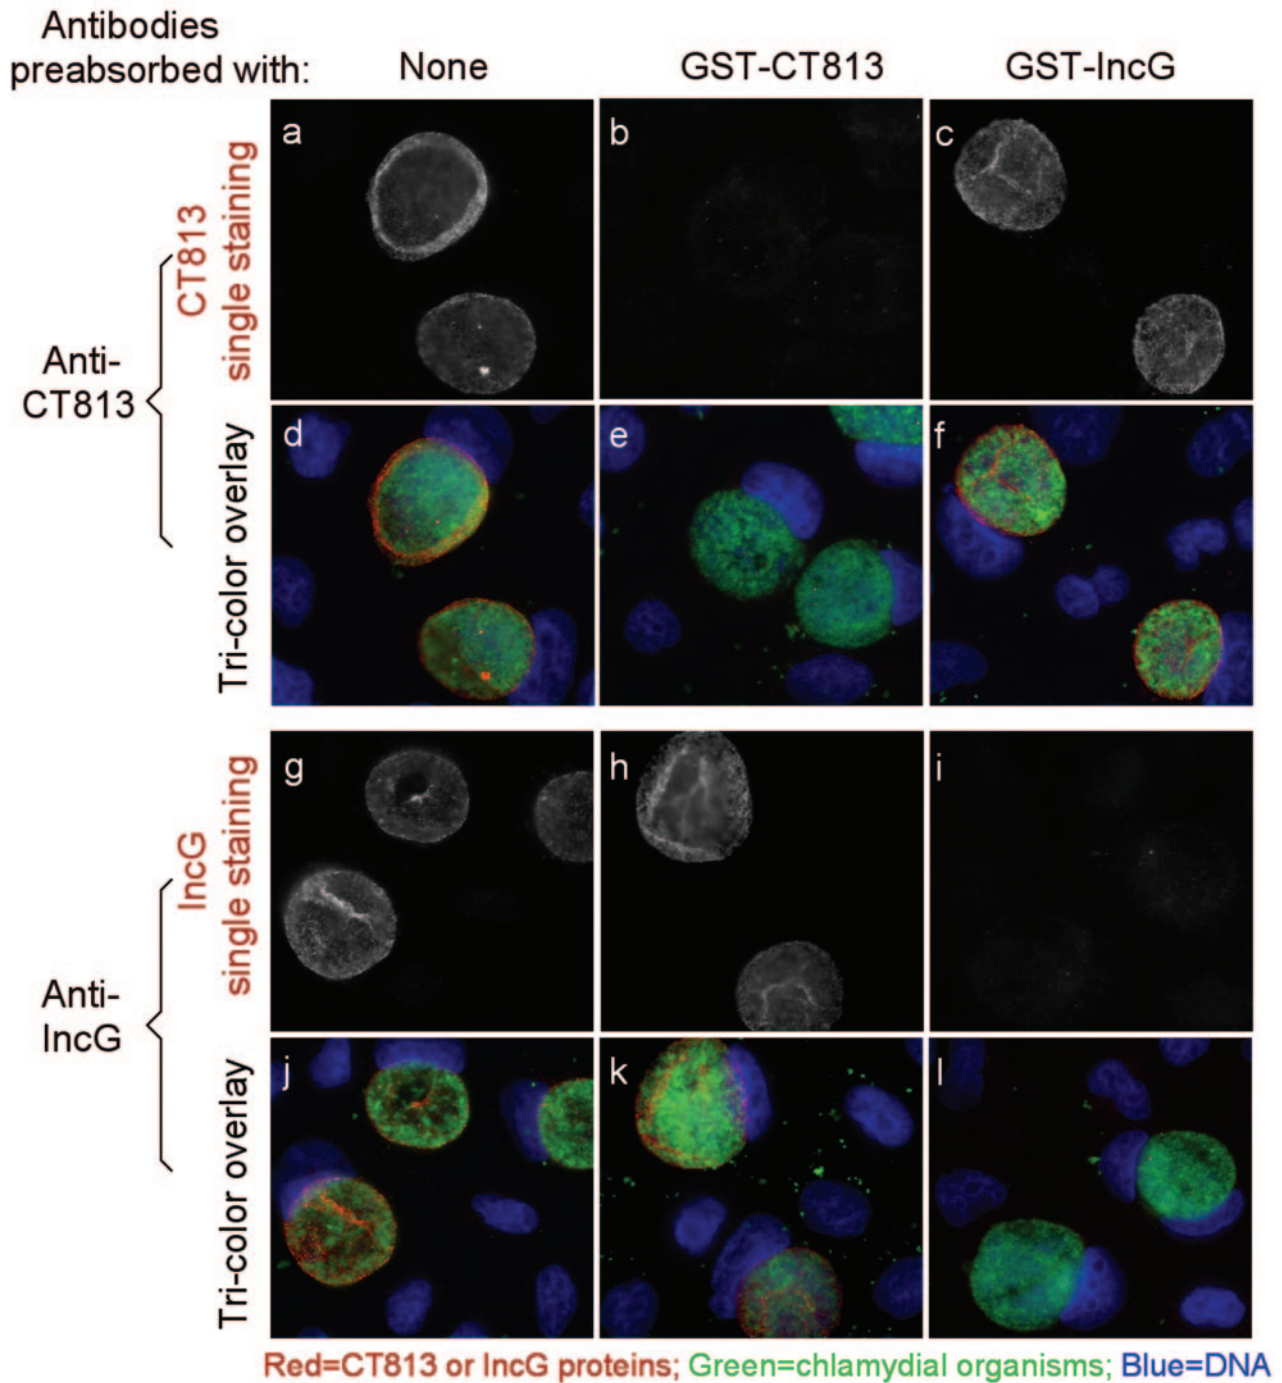 Antibodies
preabsorbed with:
None
GST-CT813
GST-IncG
a
b
c
Anti-
CT813
CT813
single staining
d
e
f
Tri-color overlay
g
h
i
Anti-
IncG
IncG
single staining
j
k
l
Tri-color overlay
Red=CT813 or IncG proteins; Green=chlamydial organisms; Blue=DNA